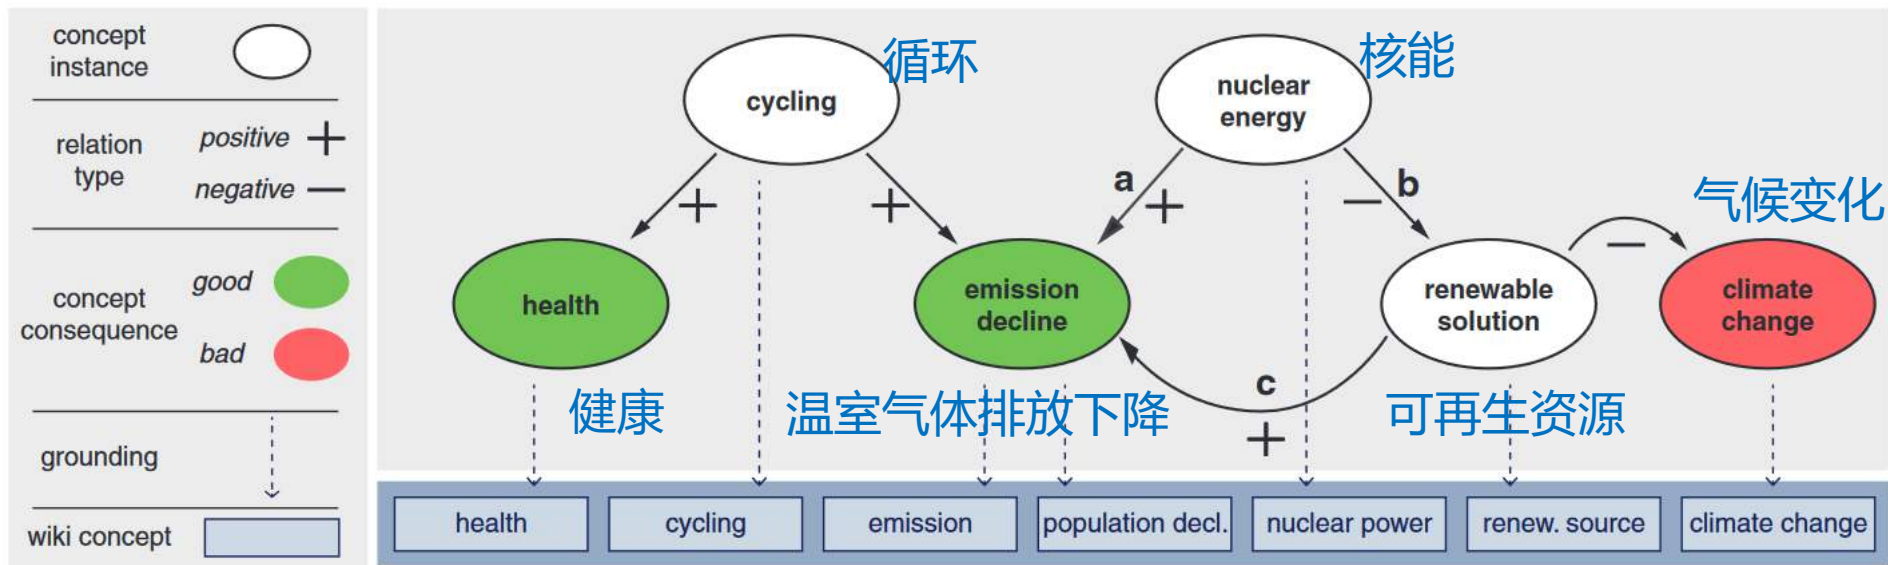 concept
instance
relation
type
positive +
negative −
concept
consequence
good
bad
grounding
wiki concept
cycling
循环
nuclear
energy
核能
+
+
a
+
−
b
−
气候变化
health
emission
decline
renewable
solution
climate
change
健康
温室气体排放下降
c
+
可再生资源
health
cycling
emission
population decl.
nuclear power
renew. source
climate change